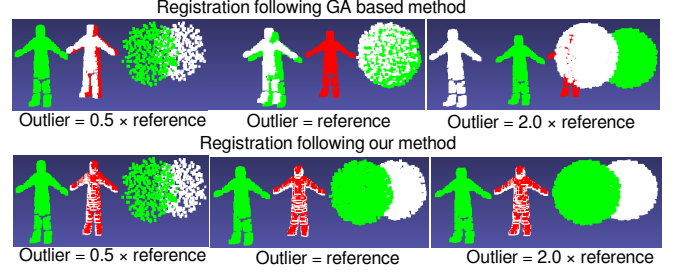 Registration following GA based method
Outlier = 0.5 × reference
Outlier = reference
Outlier = 2.0 × reference
Registration following our method
Outlier = 0.5 × reference
Outlier = reference
Outlier = 2.0 × reference